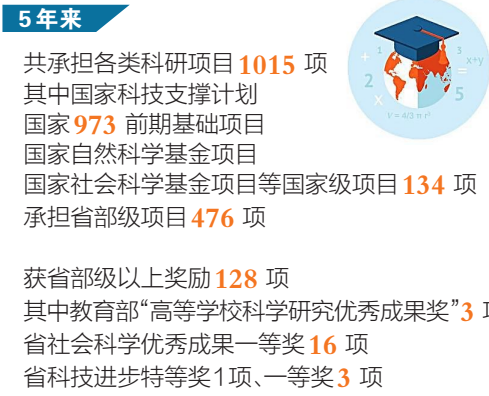 5年来
共承担各类科研项目1015 项
其中国家科技支撑计划
国家973 前期基础项目
国家自然科学基金项目
国家社会科学基金项目等国家级项目134 项
承担省部级项目476 项
获省部级以上奖励128 项
其中教育部“高等学校科学研究优秀成果奖”3
省社会科学优秀成果一等奖16 项
省科技进步特等奖1项、一等奖3 项
1
3
x+y
+
=
2
5
x
V = 4/3 π r²